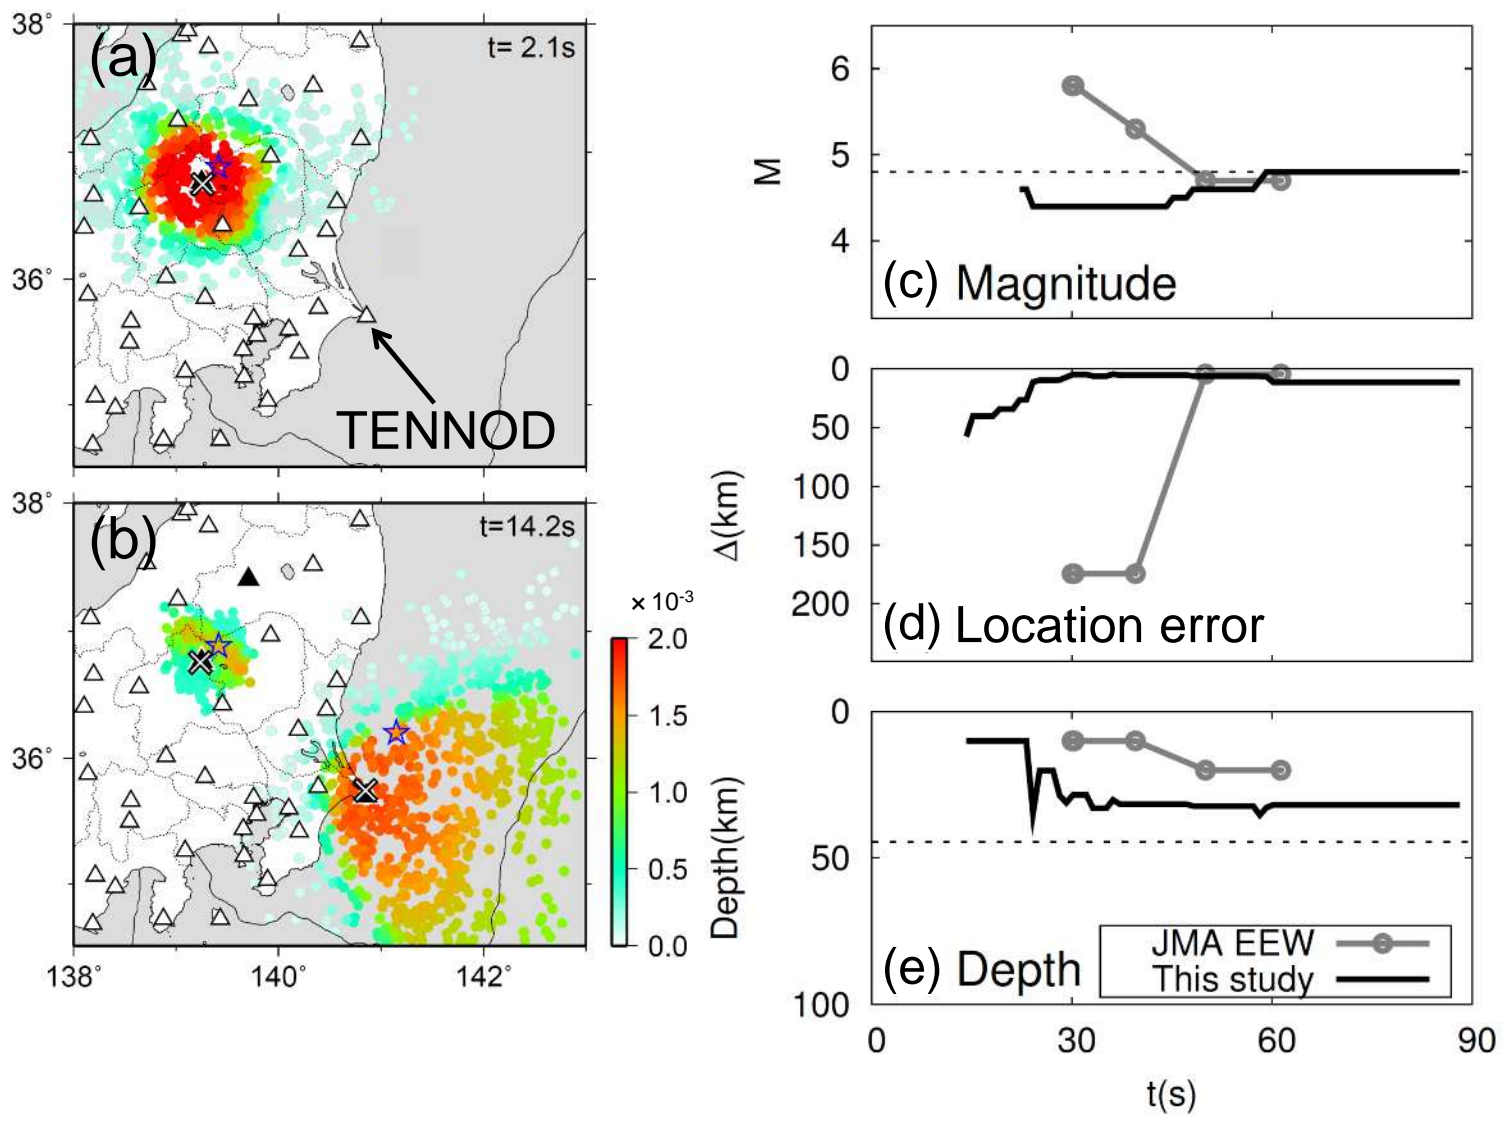 38°
(a)
t= 2.1s
36°
TENNOD
38°
(b)
t=14.2s
36°
138°
140°
142°
× 10-3
2.0
1.5
1.0
0.5
0.0
Depth(km)
6
5
4
M
(c) Magnitude
0
50
100
150
200
Δ(km)
(d) Location error
0
50
100
(e) Depth
JMA EEW
This study
0
30
60
90
t(s)